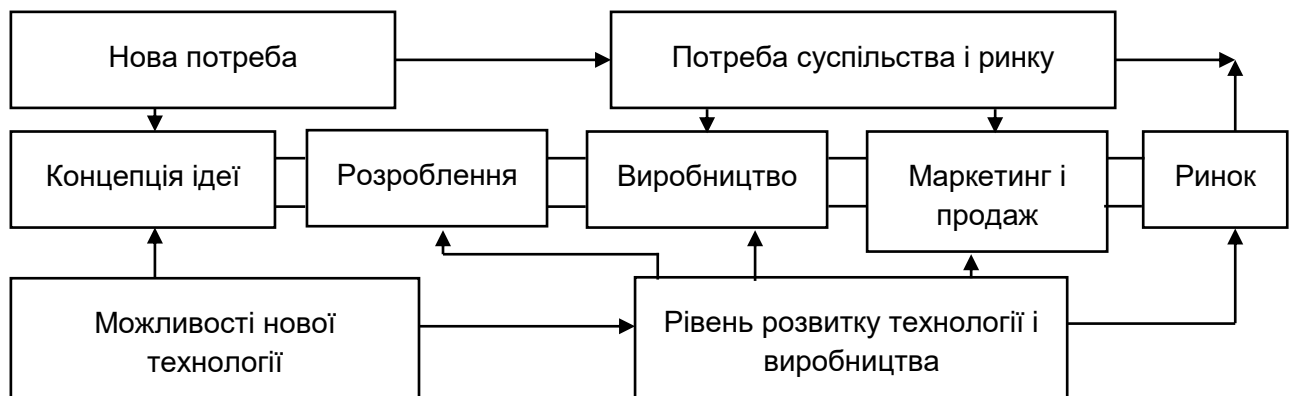 Нова потреба
Потреба суспільства і ринку
Концепція ідеї
Розроблення
Виробництво
Маркетинг і
продаж
Ринок
Можливості нової
технології
Рівень розвитку технології і
виробництва